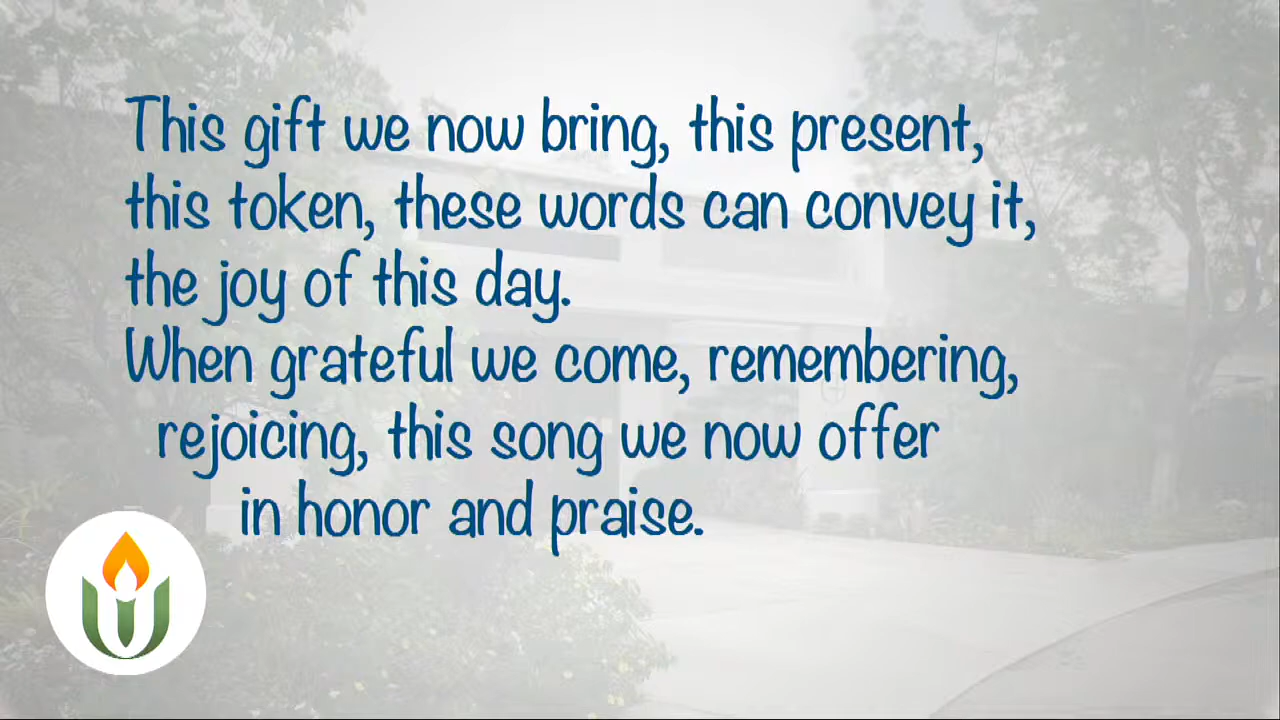 This gift we now bring, this present,
this token, these words can convey it,
the joy of this day.
When grateful we come, remembering,
rejoicing, this song we now offer
in honor and praise.